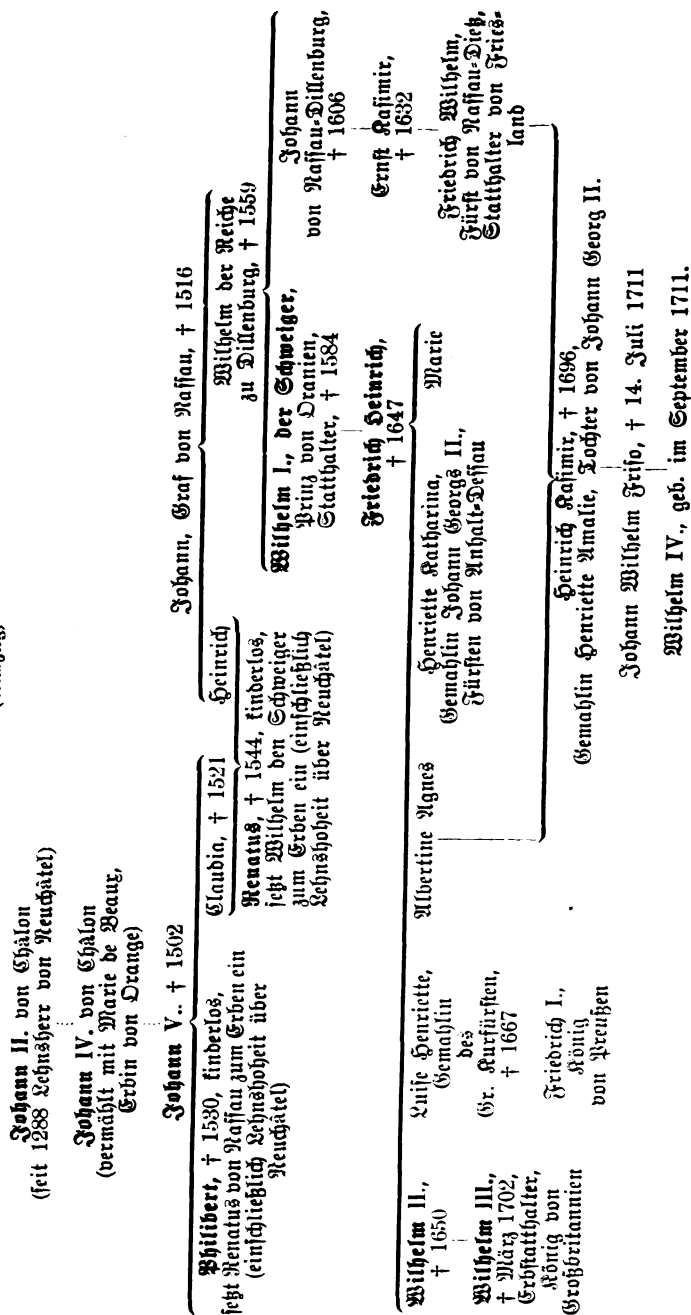 Johann II. von Châlon
(seit 1288 Lehnsherr von Neuchâtel)
Johann IV. von Châlon
(vermählt mit Marie de Beaux,
Erbin von Orange)
Johann V.. † 1502
Johann, Graf von Nassau, † 1516
Philibert, † 1530, kinderlos,
setzt Renatus von Nassau zum Erben ein
(einschließlich Lehnshoheit über
Neuchâtel)
Claudia, † 1521
Heinrich
Renatus, † 1544, kinderlos,
setzt Wilhelm den Schweiger
zum Erben ein (einschließlich
Lehnshoheit über Neuchâtel)
Wilhelm der Reiche
zu Dillenburg, † 1559
Wilhelm I., der Schweiger,
Prinz von Oranien,
Statthalter, † 1584
Johann
von Nassau-Dillenburg,
† 1606
Friedrich Heinrich,
† 1647
Ernst Kasimir,
† 1632
Friedrich Wilhelm,
Fürst von Nassau-Dietz,
Statthalter von Fries-
land
Wilhelm II.,
† 1650
Luise Henriette,
Gemahlin
des
Gr. Kurfürsten,
† 1667
Albertine Agnes
Henriette Katharina,
Gemahlin Johann Georgs II.,
Fürsten von Anhalt-Dessau
Marie
Wilhelm III.,
† März 1702,
Erbstatthalter,
König von
Großbritannien
Friedrich I.,
König
von Preußen
Heinrich Kasimir, † 1696,
Gemahlin Henriette Amalie, Tochter von Johann Georg II.
Johann Wilhelm Friso, † 14. Juli 1711
Wilhelm IV., geb. im September 1711.